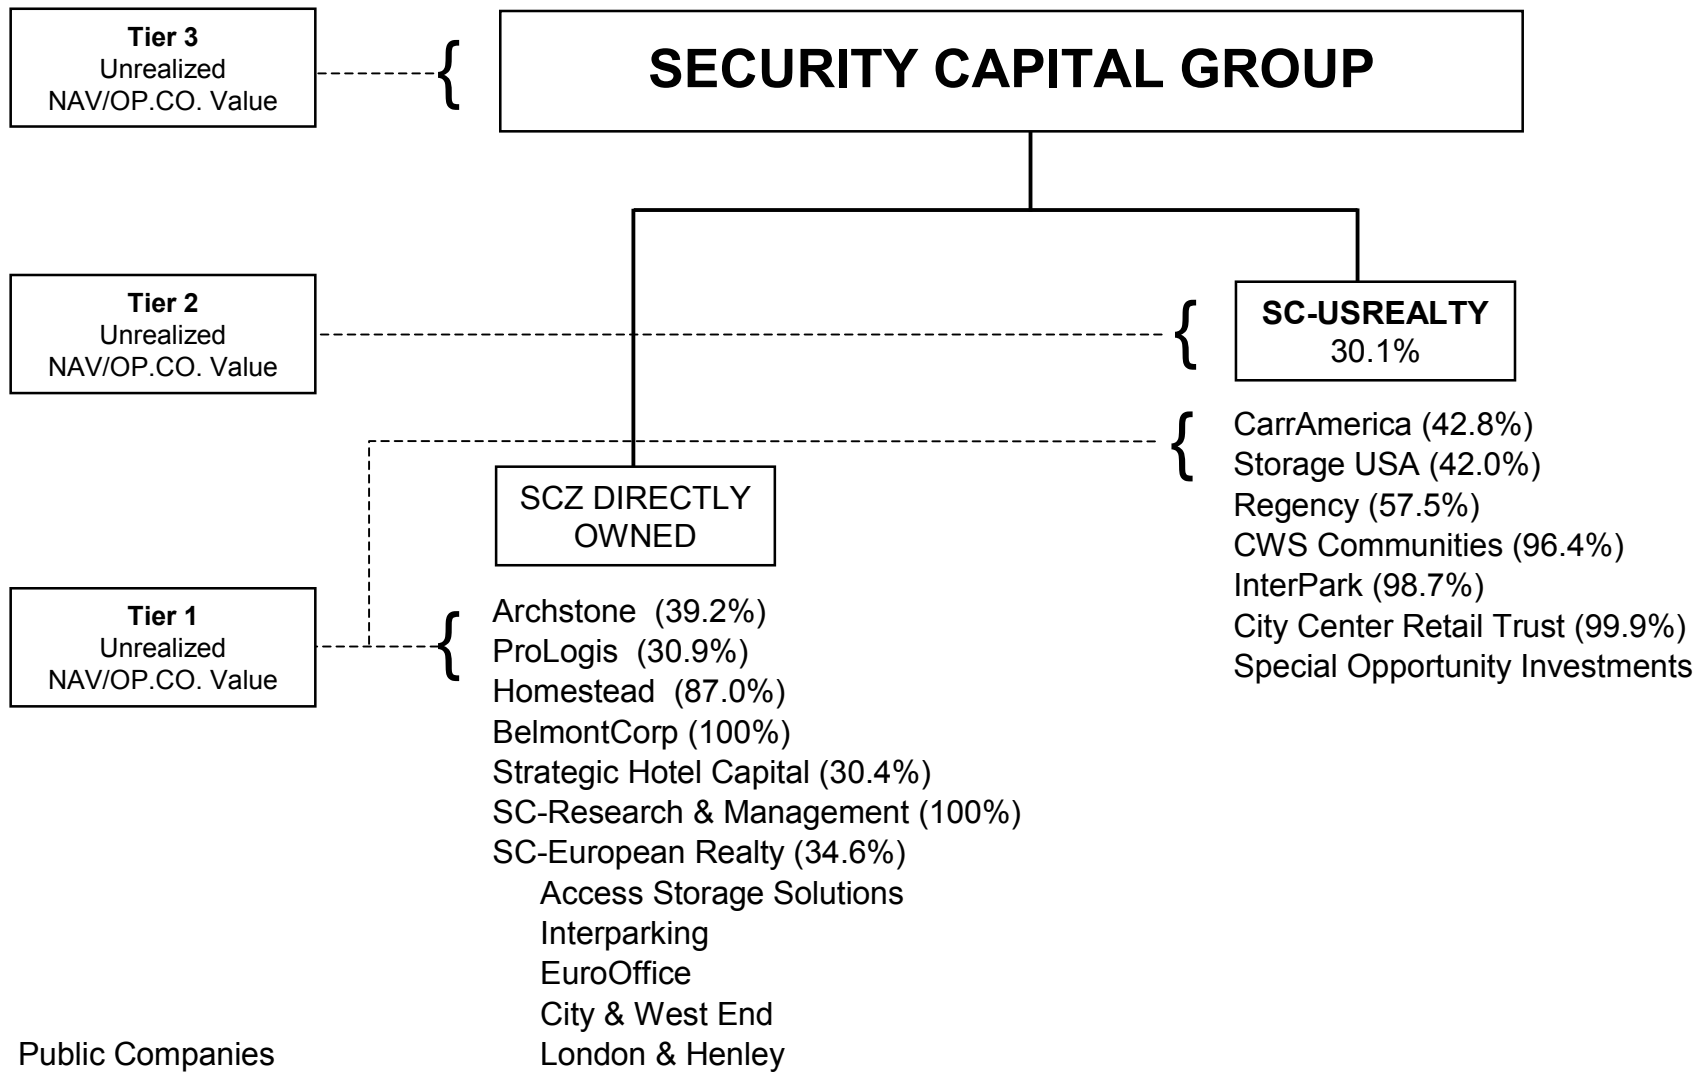 Tier 3
Unrealized
NAV/OP.CO. Value
SECURITY CAPITAL GROUP
Tier 2
Unrealized
NAV/OP.CO. Value
SC-USREALTY
30.1%
CarrAmerica (42.8%)
Storage USA (42.0%)
Regency (57.5%)
CWS Communities (96.4%)
InterPark (98.7%)
City Center Retail Trust (99.9%)
Special Opportunity Investments
SCZ DIRECTLY
OWNED
Tier 1
Unrealized
NAV/OP.CO. Value
Archstone (39.2%)
ProLogis (30.9%)
Homestead (87.0%)
BelmontCorp (100%)
Strategic Hotel Capital (30.4%)
SC-Research & Management (100%)
SC-European Realty (34.6%)
Access Storage Solutions
Interparking
EuroOffice
City & West End
London & Henley
Public Companies